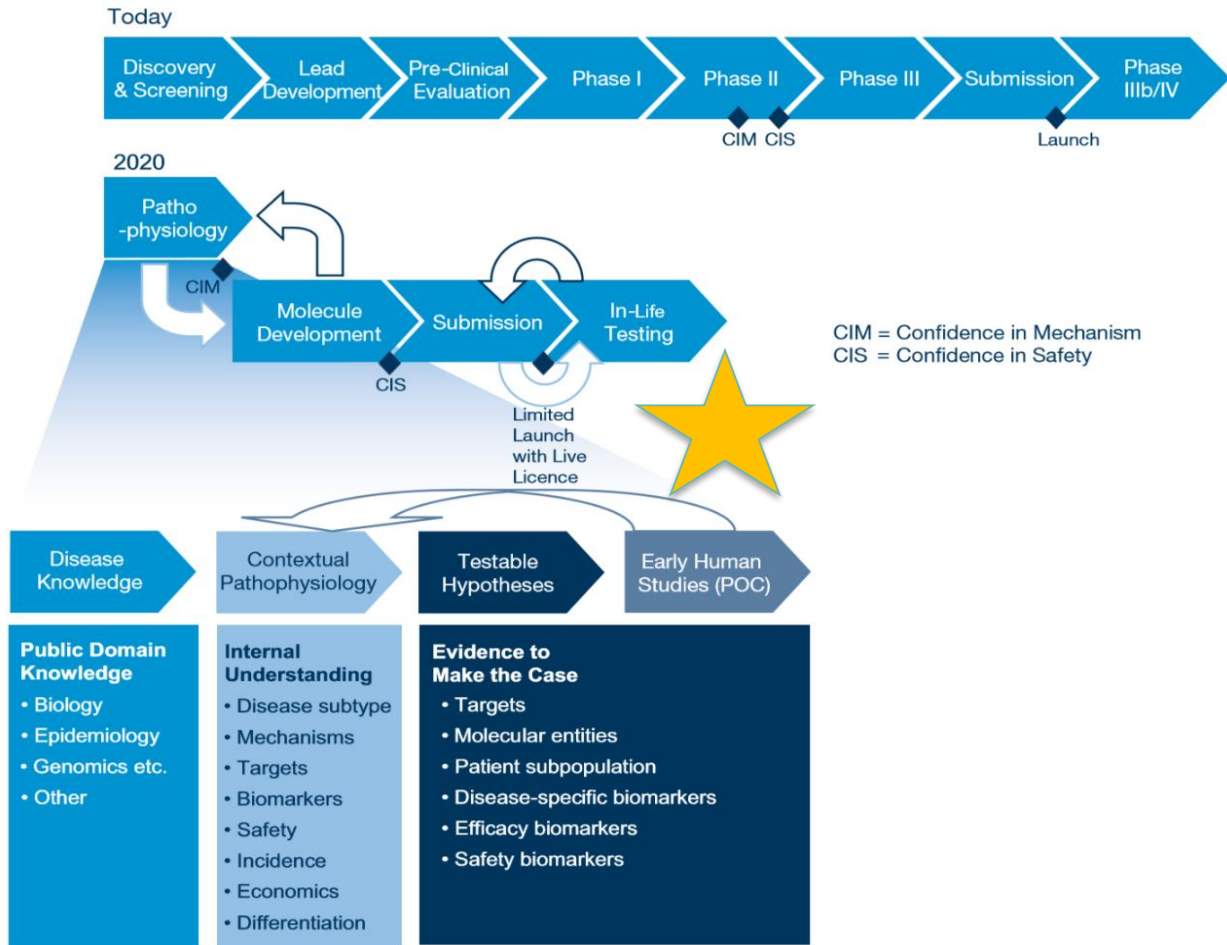 Today
Discovery
& Screening
Lead
Development
Pre-Clinical
Evaluation
Phase I
Phase II
Phase III
Submission
Phase
IIIb/IV
CIM
CIS
Launch
2020
Patho
-physiology
CIM
Molecule
Development
Submission
In-Life
Testing
CIS
Limited
Launch
with Live
Licence
CIM = Confidence in Mechanism
CIS = Confidence in Safety
Disease
Knowledge
Contextual
Pathophysiology
Testable
Hypotheses
Early Human
Studies (POC)
Public Domain
Knowledge
• Biology
• Epidemiology
• Genomics etc.
• Other
Internal
Understanding
• Disease subtype
• Mechanisms
• Targets
• Biomarkers
• Safety
• Incidence
• Economics
• Differentiation
Evidence to
Make the Case
• Targets
• Molecular entities
• Patient subpopulation
• Disease-specific biomarkers
• Efficacy biomarkers
• Safety biomarkers